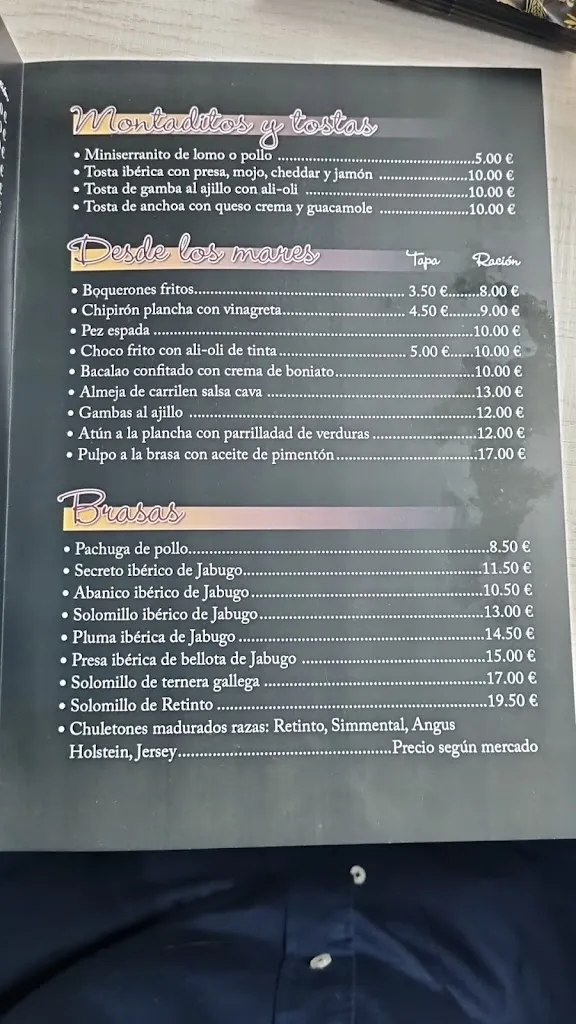 Montaditos y tostas
• Miniserranito de lomo o pollo ........ 5.00 €
• Tosta ibérica con presa, mojo, cheddar y jamón ........ 10.00 €
• Tosta de gamba al ajillo con ali-oli ........ 10.00 €
• Tosta de anchoa con queso crema y guacamole ........ 10.00 €
Desde los mares Tapa Ración
• Boquerones fritos........ 3.50 €........8.00 €
• Chipirón plancha con vinagreta........ 4.50 €........9.00 €
• Pez espada ........10.00 €
• Choco frito con ali-oli de tinta........ 5.00 €......10.00 €
• Bacalao confitado con crema de boniato........10.00 €
• Almeja de carrilen salsa cava ........13.00 €
• Gambas al ajillo ........12.00 €
• Atún a la plancha con parrilladad de verduras ........12.00 €
• Pulpo a la brasa con aceite de pimentón........17.00 €
Brasas
• Pachuga de pollo........8.50 €
• Secreto ibérico de Jabugo........11.50 €
• Abanico ibérico de Jabugo........10.50 €
• Solomillo ibérico de Jabugo........13.00 €
• Pluma ibérica de Jabugo........14.50 €
• Presa ibérica de bellota de Jabugo ........15.00 €
• Solomillo de ternera gallega ........17.00 €
• Solomillo de Retinto ........19.50 €
• Chuletones madurados razas: Retinto, Simmental, Angus
Holstein, Jersey........Precio según mercado